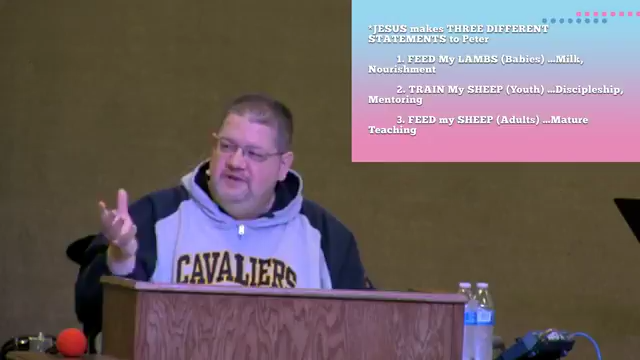 *JESUS makes THREE DIFFERENT
STATEMENTS to Peter
1. FEED My LAMBS (Babies) ...Milk,
Nourishment
2. TRAIN My SHEEP (Youth) ...Discipleship,
Mentoring
3. FEED my SHEEP (Adults) ...Mature
Teaching
CAVALIERS